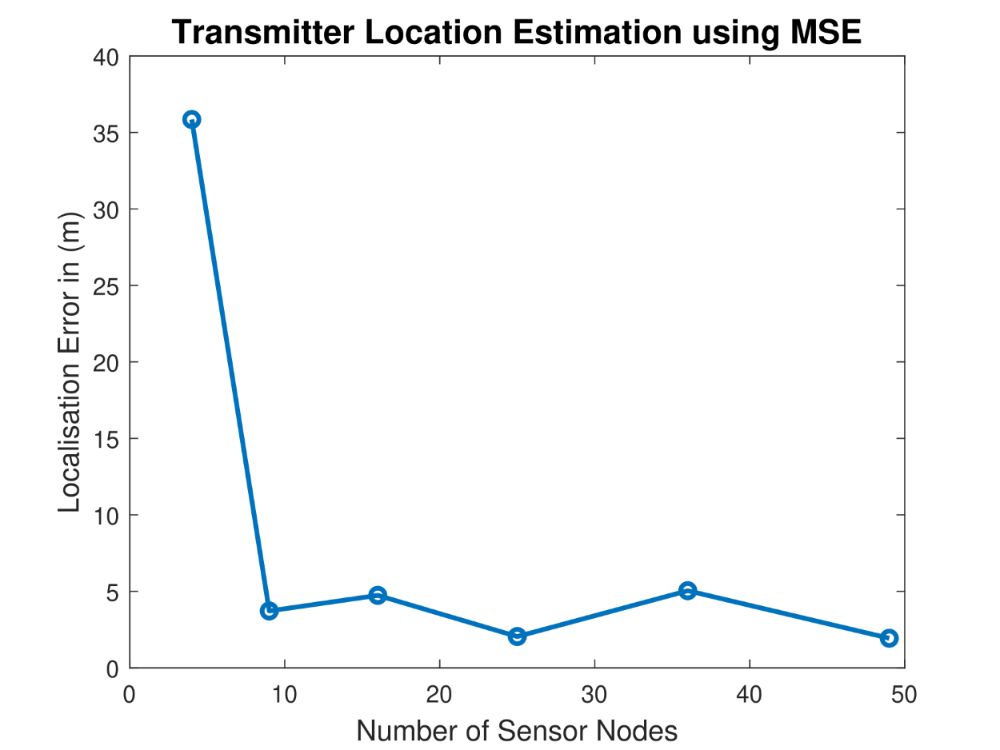 Transmitter Location Estimation using MSE
40
35
30
25
20
15
10
5
0
Localisation Error in (m)
0 10 20 30 40 50
Number of Sensor Nodes